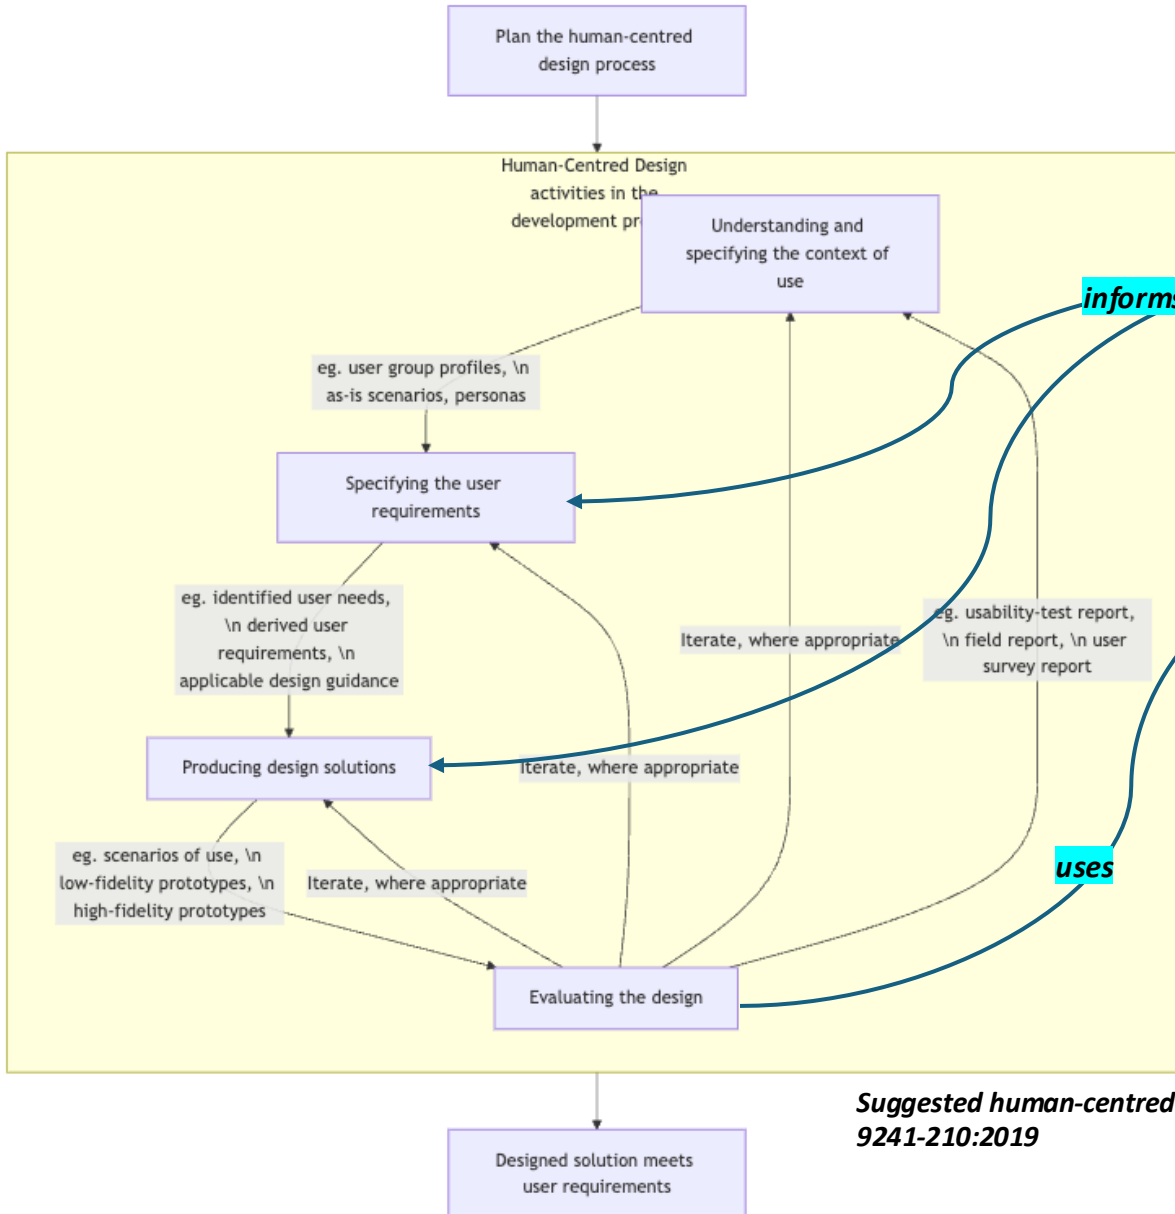 Plan the human-centred
design process
Human-Centred Design
activities in the
development pr
Understanding and
specifying the context of
use
informs
eg. user group profiles, \n
as-is scenarios, personas
Specifying the user
requirements
eg. identified user needs,
\n derived user
requirements, \n
applicable design guidance
Iterate, where appropriate
eg. usability-test report,
\n field report, \n user
survey report
Producing design solutions
Iterate, where appropriate
eg. scenarios of use, \n
low-fidelity prototypes, \n
high-fidelity prototypes
Iterate, where appropriate
uses
Evaluating the design
Suggested human-centred
9241-210:2019
Designed solution meets
user requirements